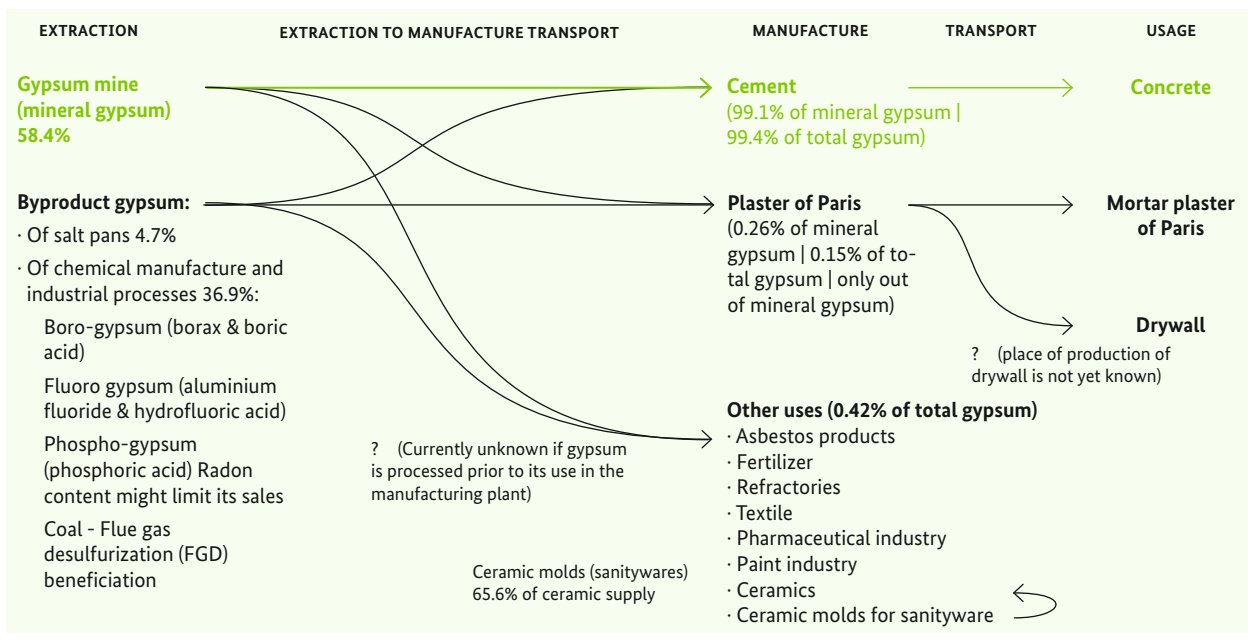 EXTRACTION
EXTRACTION TO MANUFACTURE TRANSPORT
MANUFACTURE
TRANSPORT
USAGE
Gypsum mine
(mineral gypsum)
58.4%
Cement
(99.1% of mineral gypsum |
99.4% of total gypsum)
Concrete
Byproduct gypsum:
· Of salt pans 4.7%
· Of chemical manufacture and
industrial processes 36.9%:
Boro-gypsum (borax & boric
acid)
Fluoro gypsum (aluminium
fluoride & hydrofluoric acid)
Phospho-gypsum
(phosphoric acid) Radon
content might limit its sales
Coal - Flue gas
desulfurization (FGD)
beneficiation
Plaster of Paris
(0.26% of mineral
gypsum | 0.15% of to-
tal gypsum | only out
of mineral gypsum)
Mortar plaster
of Paris
Drywall
? (place of production of
drywall is not yet known)
? (Currently unknown if gypsum
is processed prior to its use in the
manufacturing plant)
Other uses (0.42% of total gypsum)
· Asbestos products
· Fertilizer
· Refractories
· Textile
· Pharmaceutical industry
· Paint industry
· Ceramics
· Ceramic molds for sanityware
Ceramic molds (sanitywares)
65.6% of ceramic supply